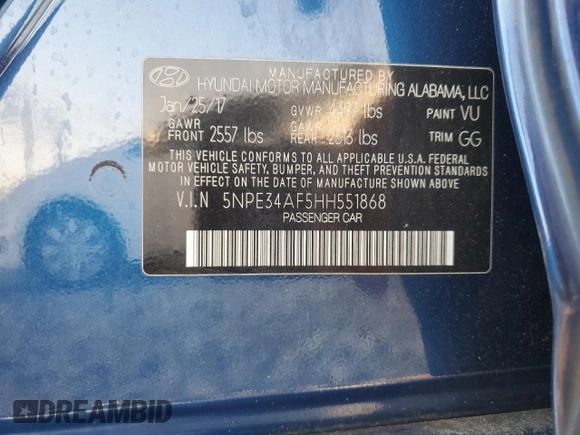 MANUFACTURED BY
HYUNDAI MOTOR MANUFACTURING ALABAMA, LLC
Jan/25/17 GVWR 4497 lbs PAINT VU
GAWR FRONT 2557 lbs GAWR REAR lbs TRIM GG
THIS VEHICLE CONFORMS TO ALL APPLICABLE U.S.A. FEDERAL
MOTOR VEHICLE SAFETY, BUMPER, AND THEFT PREVENTION STANDARDS
IN EFFECT ON THE DATE OF MANUFACTURE SHOWN ABOVE.
V.I.N 5NPE34AF5HH551868
PASSENGER CAR
DREAMBID